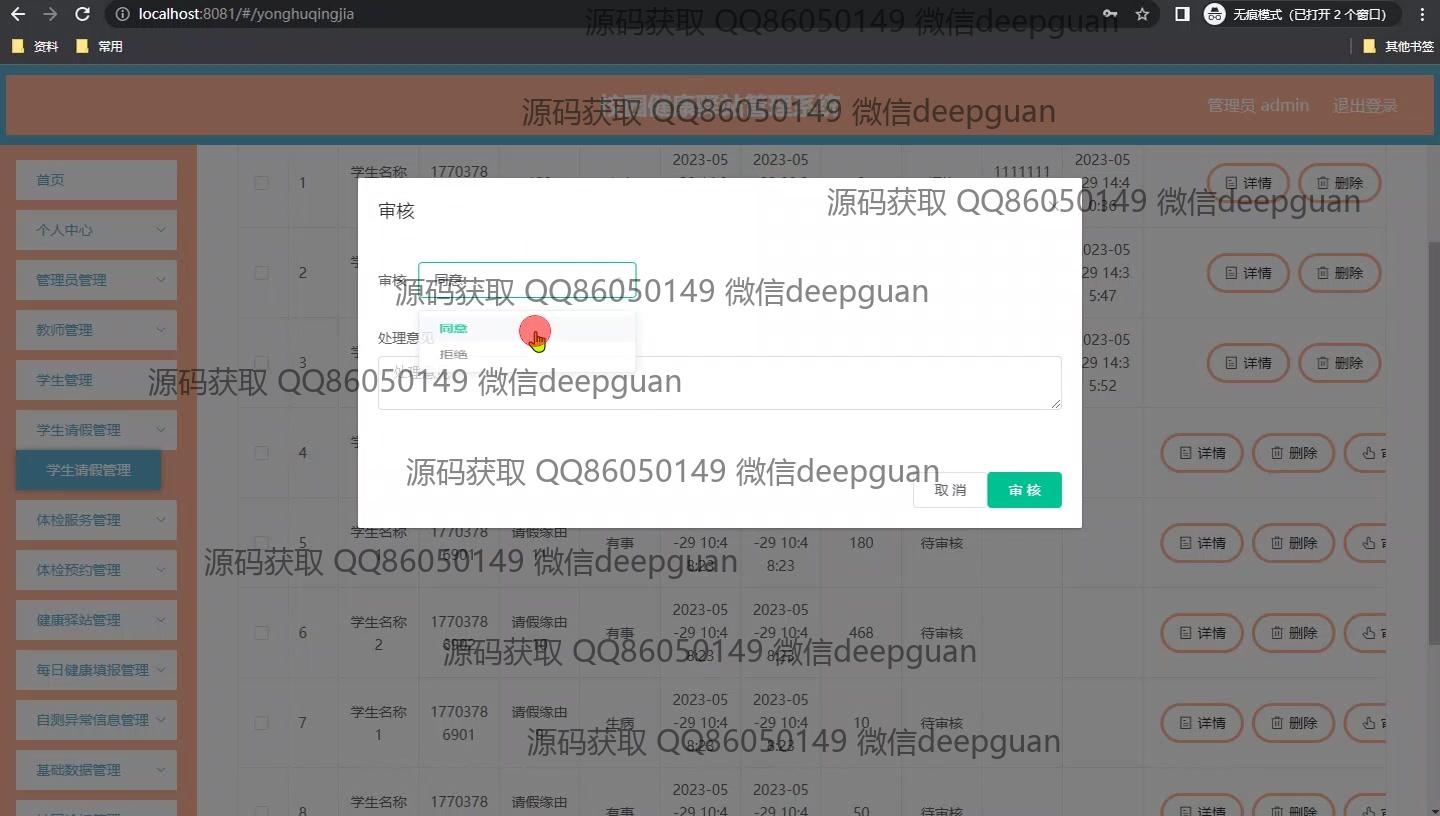 localhost:8081/#/yonghuqingjia
无痕模式（已打开 2 个窗口）
资料
常用
其他书签
源码获取 QQ86050149 微信deepguan
源码获取 QQ86050149 微信deepguan
管理员 admin
退出登录
首页
个人中心
管理员管理
教师管理
学生管理
学生请假管理
学生请假管理
体检服务管理
体检预约管理
健康驿站管理
每日健康填报管理
自测异常信息管理
基础数据管理
1
学生名称
1770378
2023-05
2023-05
1111111
2023-05
-29 14:4
详情
删除
源码获取 QQ86050149 微信deepguan
审核
审核
同意
源码获取 QQ86050149 微信deepguan
同意
拒绝
处理意见
源码获取 QQ86050149 微信deepguan
源码获取 QQ86050149 微信deepguan
取 消
审 核
2
2023-05
29 14:3
5:47
详情
删除
3
2023-05
29 14:3
5:52
详情
删除
4
详情
删除
5
学生名称
1770378
请假缘由
有事
-29 10:4
8:23
-29 10:4
8:23
180
待审核
详情
删除
源码获取 QQ86050149 微信deepguan
6
学生名称
2
1770378
6902
请假缘由
10
有事
2023-05
-29 10:4
8:23
2023-05
-29 10:4
8:23
468
待审核
详情
删除
源码获取 QQ86050149 微信deepguan
7
学生名称
1
1770378
6901
请假缘由
生病
2023-05
-29 10:4
8:23
2023-05
-29 10:4
8:23
10
待审核
详情
删除
源码获取 QQ86050149 微信deepguan
8
学生名称
1770378
请假缘由
有事
2023-05
-29 10:4
2023-05
-29 10:4
50
待审核
详情
删除